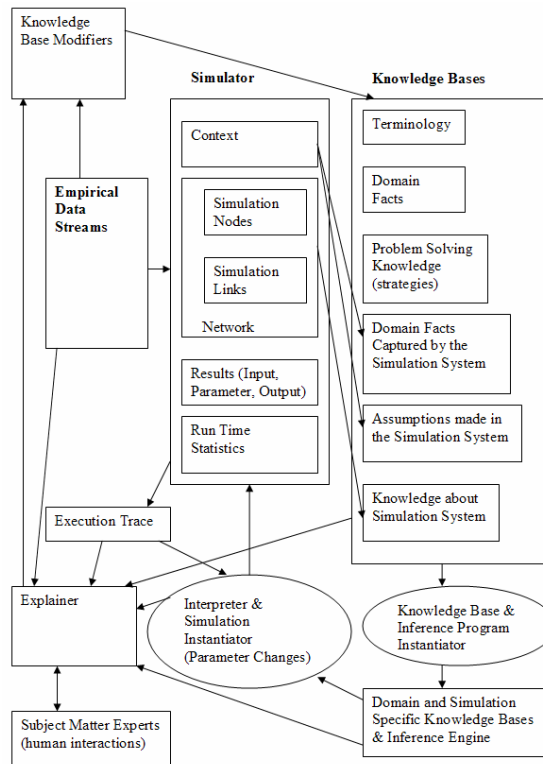 Knowledge
Base Modifiers
Simulator
Knowledge Bases
Context
Terminology
Empirical
Data
Streams
Simulation
Nodes
Domain
Facts
Simulation
Links
Network
Problem Solving
Knowledge
(strategies)
Domain Facts
Captured by the
Simulation System
Results (Input,
Parameter, Output)
Run Time
Statistics
Assumptions made in
the Simulation System
Execution Trace
Knowledge about
Simulation System
Explainer
Interpreter &
Simulation
Instantiator
(Parameter Changes)
Knowledge Base &
Inference Program
Instantiator
Subject Matter Experts
(human interactions)
Domain and Simulation
Specific Knowledge Bases
& Inference Engine